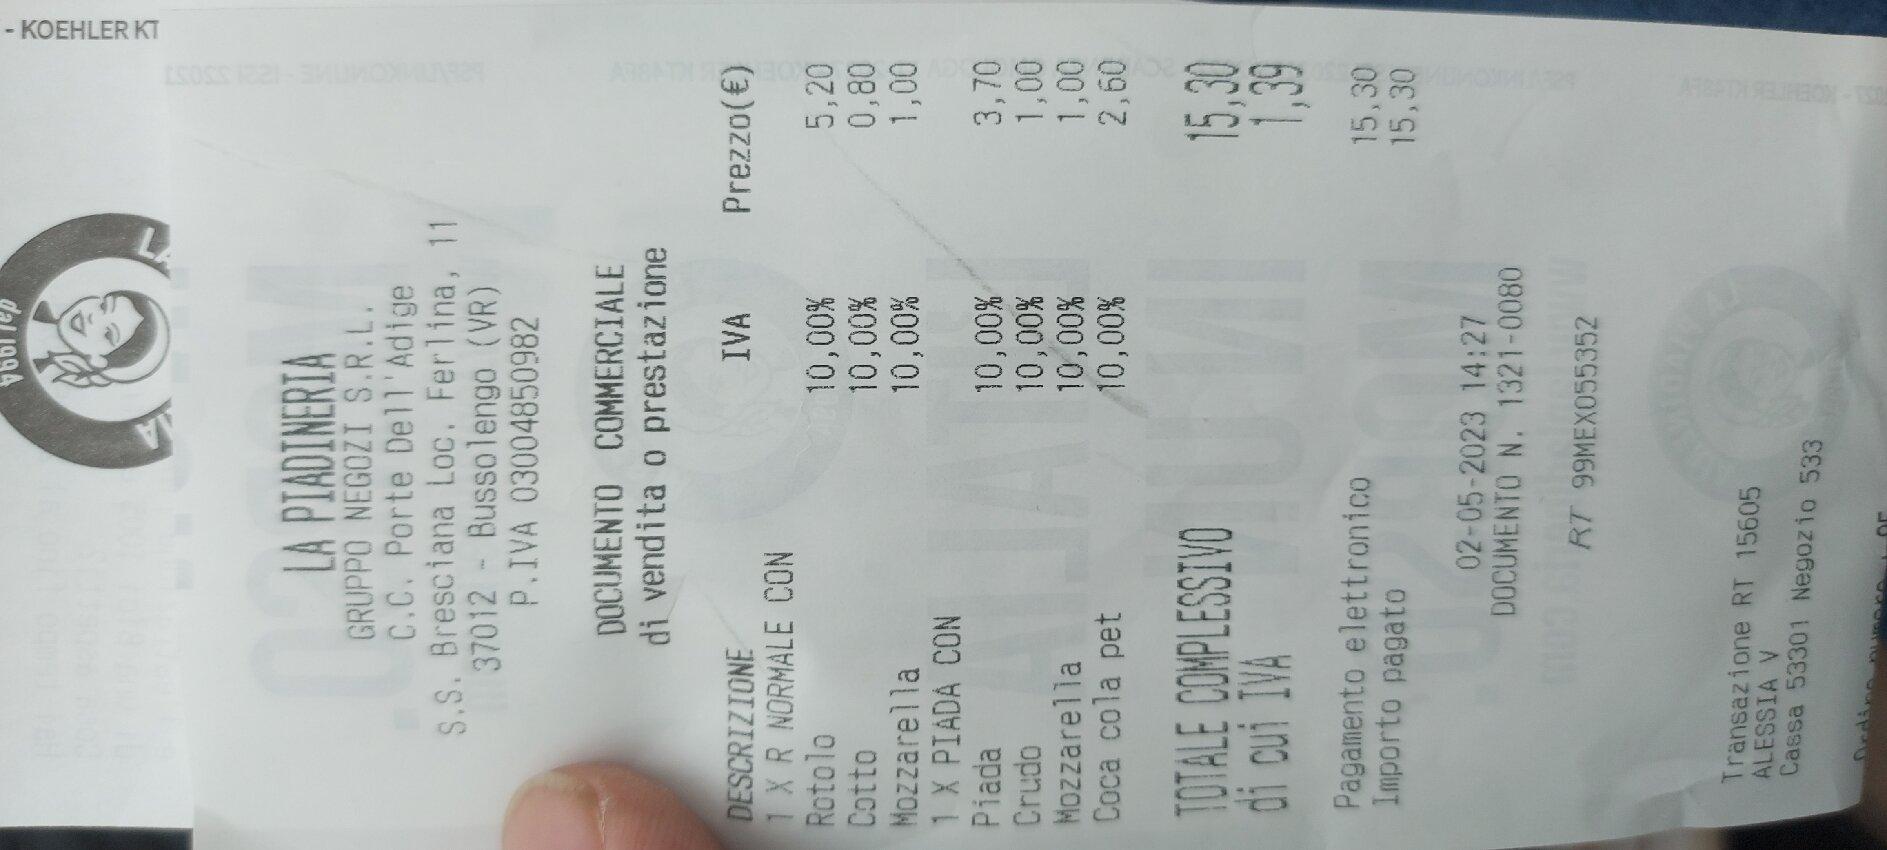 - KOEHLER KT
dal 1994
LA PIADINERIA
GRUPPO NEGOZI S.R.L.
C.C. Porte Dell'Adige
S.S. Bresciana Loc. Ferlina, 11
37012 - Bussolengo (VR)
P.IVA 03004850982
DOCUMENTO COMMERCIALE
di vendita o prestazione
DESCRIZIONE IVA Prezzo(€)
1 X R NORMALE CON
Rotolo 10,00% 5,20
Cotto 10,00% 0,80
Mozzarella 10,00% 1,00
1 X PIADA CON
Piada 10,00% 3,70
Crudo 10,00% 1,00
Mozzarella 10,00% 1,00
Coca cola pet 10,00% 2,60
TOTALE COMPLESSIVO 15,30
di cui IVA 1,39
Pagamento elettronico 15,30
Importo pagato 15,30
02-05-2023 14:27
DOCUMENTO N. 1321-0080
RT 99MEX055352
Transazione RT 15605
ALESSIA V
Cassa 53301 Negozio 533